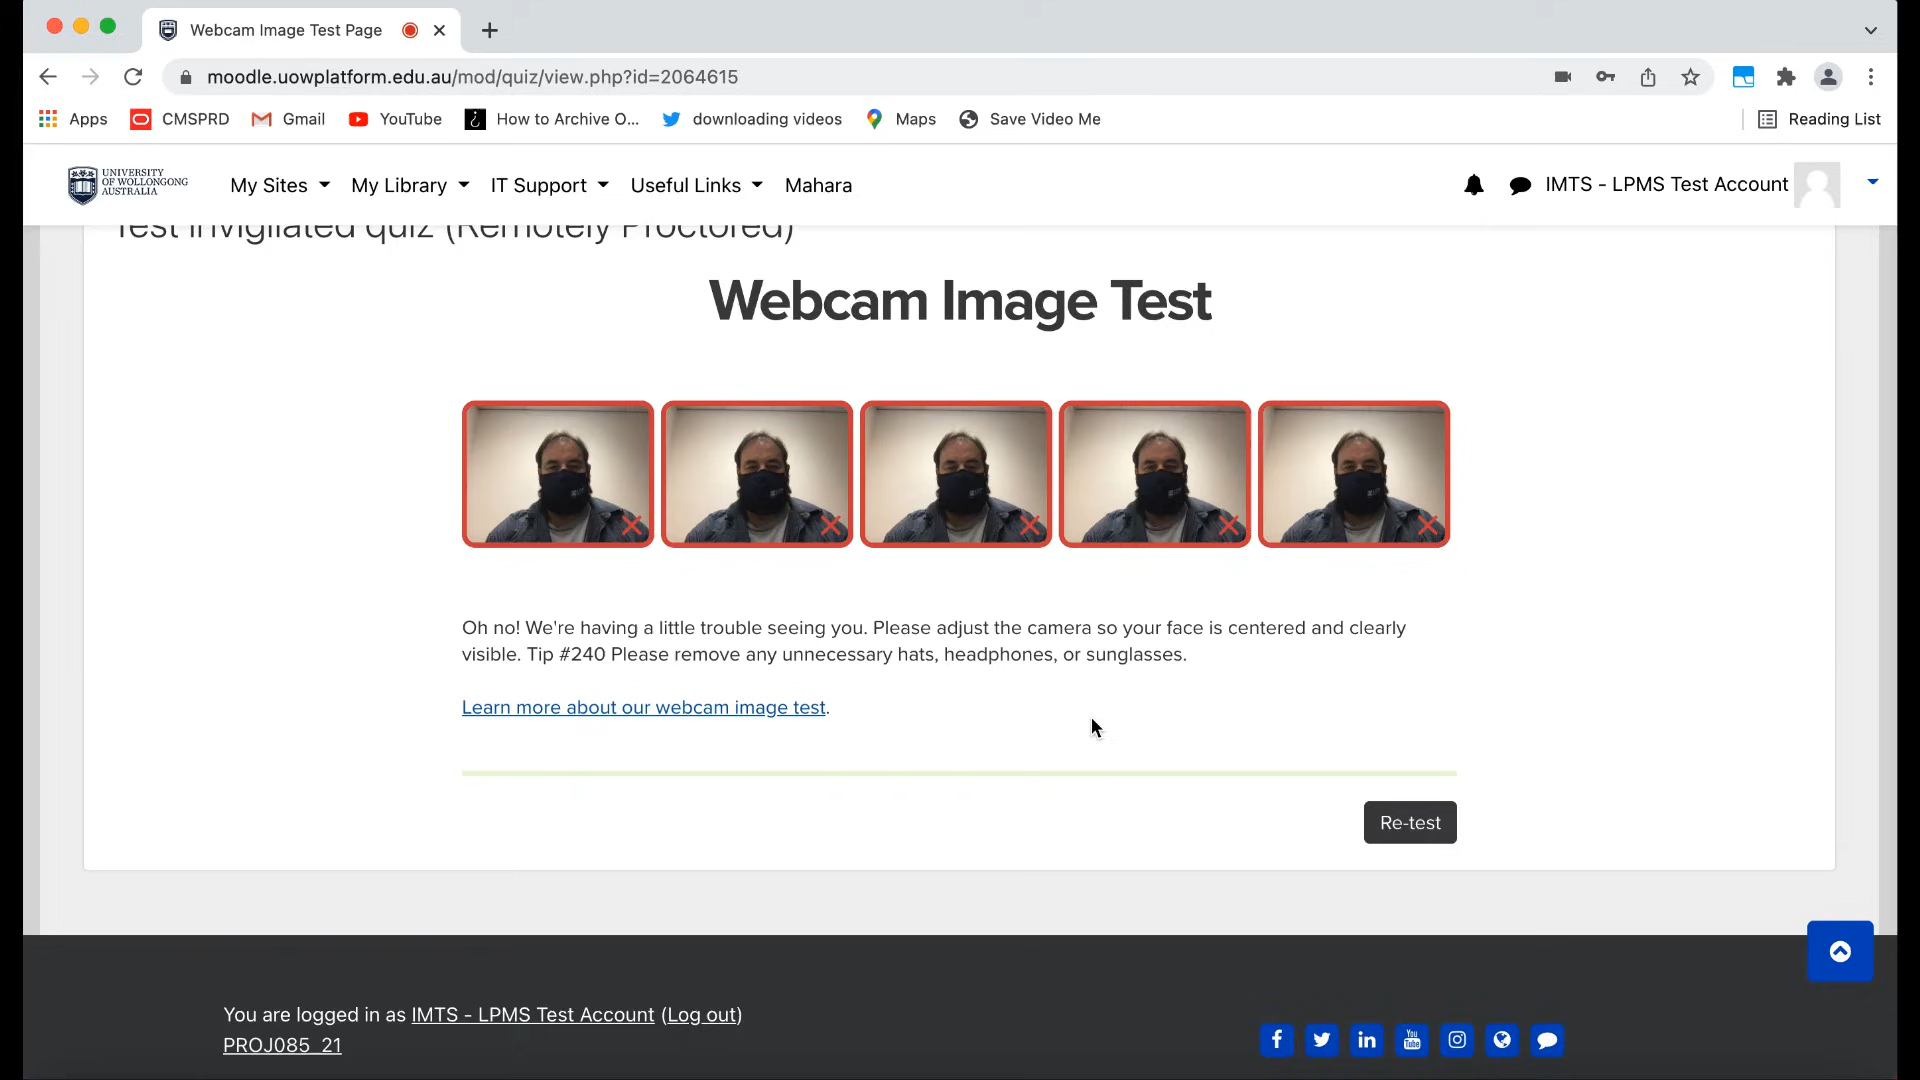 Webcam Image Test Page
moodle.uowplatform.edu.au/mod/quiz/view.php?id=2064615
Apps CMSPRD Gmail YouTube How to Archive O... downloading videos Maps Save Video Me Reading List
UNIVERSITY
OF WOLLONGONG
AUSTRALIA
My Sites My Library IT Support Useful Links Mahara IMTS - LPMS Test Account
Test invigilated quiz (Remotely Proctored)
Webcam Image Test
Oh no! We're having a little trouble seeing you. Please adjust the camera so your face is centered and clearly
visible. Tip #240 Please remove any unnecessary hats, headphones, or sunglasses.
Learn more about our webcam image test.
Re-test
You are logged in as IMTS - LPMS Test Account (Log out)
PROJ085_21